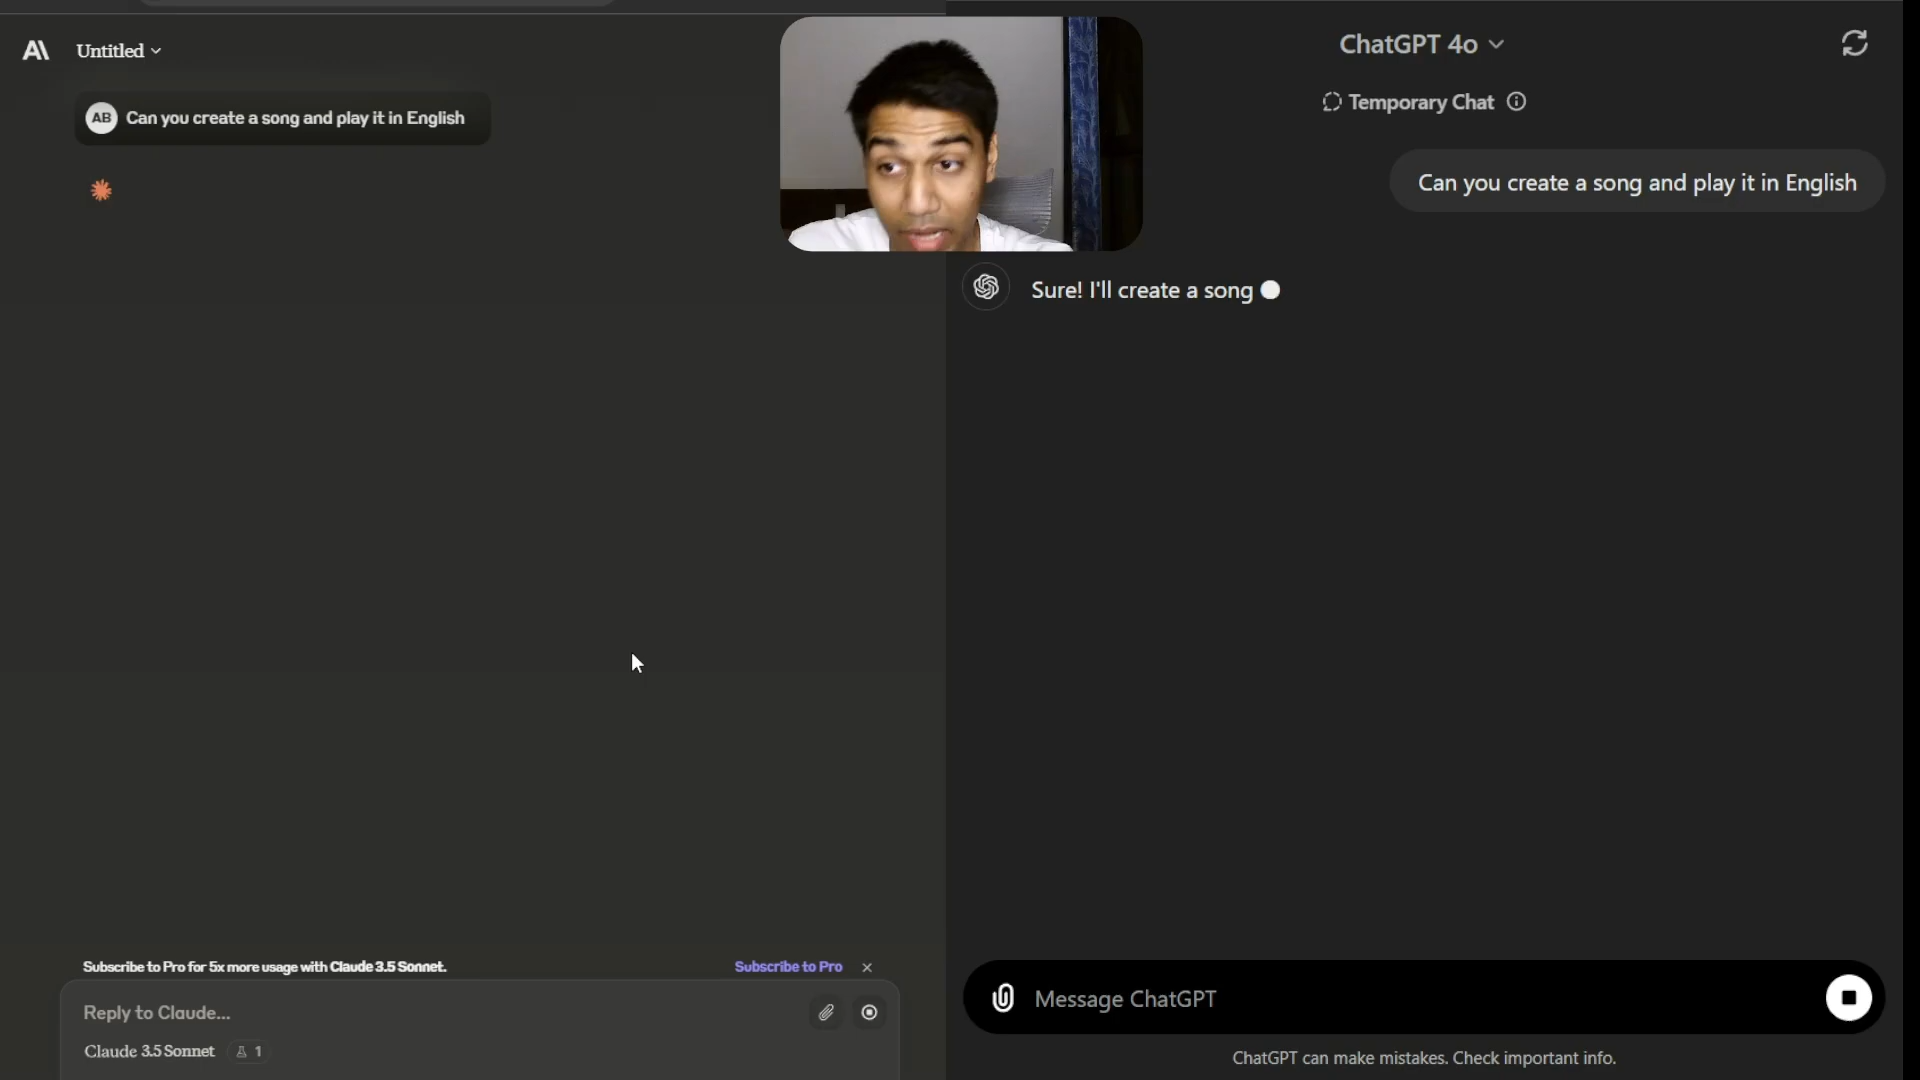 Untitled
AB Can you create a song and play it in English
Subscribe to Pro for 5x more usage with Claude 3.5 Sonnet.
Subscribe to Pro
Reply to Claude...
Claude 3.5 Sonnet
1
ChatGPT 4o
Temporary Chat
Can you create a song and play it in English
Sure! I'll create a song
Message ChatGPT
ChatGPT can make mistakes. Check important info.